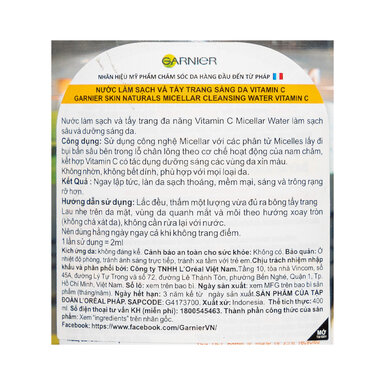 GARNIER
NHÃN HIỆU MỸ PHẨM CHĂM SÓC DA HÀNG ĐẦU ĐẾN TỪ PHÁP
NƯỚC LÀM SẠCH VÀ TẨY TRANG SÁNG DA VITAMIN C
GARNIER SKIN NATURALS MICELLAR CLEANSING WATER VITAMIN C
Nước làm sạch và tẩy trang đa năng Vitamin C Micellar Water làm sạch
sâu và dưỡng sáng da.
Công dụng: Sử dụng công nghệ Micellar với các phân tử Micelles lấy đi
bụi bẩn sâu bên trong lỗ chân lông theo cơ chế hoạt động của nam châm,
kết hợp Vitamin C có tác dụng dưỡng sáng các vùng da xỉn màu.
Không nhờn, không bết dính, phù hợp với mọi loại da.
Kết Quả: Ngay lập tức, làn da sạch thoáng, mềm mại, sáng và trông rạng
rỡ hơn.
Hướng dẫn sử dụng: Lắc đều, thấm một lượng vừa đủ ra bông tẩy trang
Lau nhẹ trên da mặt, vùng da quanh mắt và môi theo hướng xoay tròn
(không chà xát da), không cần rửa lại với nước.
Nên dùng hằng ngày ngay cả khi không trang điểm.
1 lần sử dụng = 2ml
Kích ứng da: không đáng kể. Cảnh báo an toàn cho sức khỏe: Không có. Bảo quản: Ở
nhiệt độ phòng, tránh ánh sáng trực tiếp, tránh xa tầm với trẻ em. Chịu trách nhiệm nhập
khẩu và phân phối bởi: Công ty TNHH L'Oréal Việt Nam. Tầng 10, tòa nhà Vincom, số
45A, đường Lý Tự Trọng và số 72, đường Lê Thánh Tôn, phường Bến Nghé, Quận 1, Tp.
Hồ Chí Minh, Việt Nam. Số lô: xem trên bao bì. Ngày sản xuất: xem MFG trên bao bì
Ngày hết hạn: 3 năm kể từ ngày sản xuất SẢN PHẨM CỦA TẬP
ĐOÀN L'ORÉAL PHÁP. SAPCODE: G4173700. Xuất xứ: Indonesia. Thể tích thực: 400
ml Số điện thoại tư vấn KH (miễn phí): 1800545463. Thành phần công thức của sản
phẩm: Xem "ingredients" trên nhãn gốc.
Facebook: https://www.facebook.com/GarnierVN/
MỞ